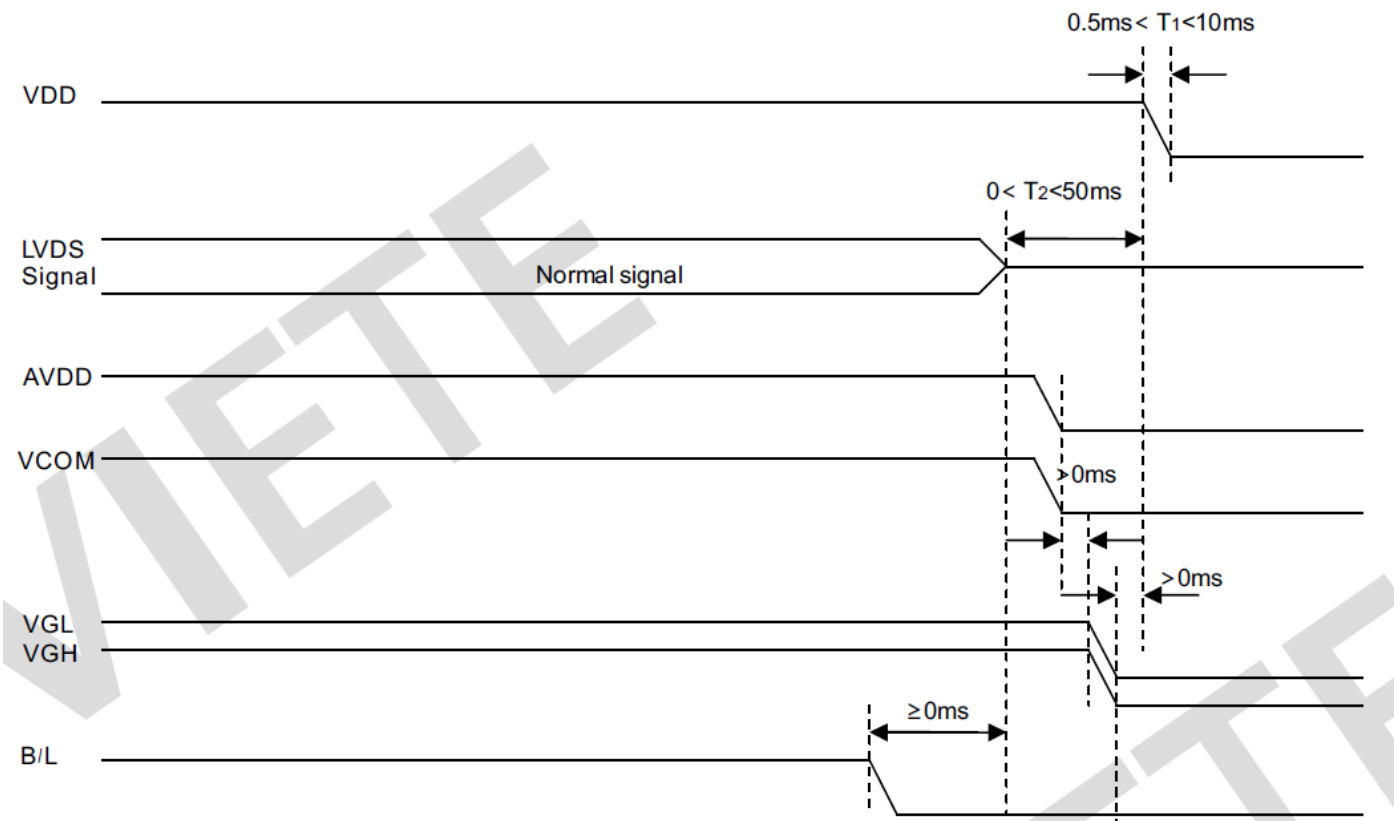 0.5ms< T1<10ms
VDD
0< T2<50ms
LVDS
Signal
Normal signal
AVDD
VCOM
>0ms
>0ms
VGL
VGH
≥0ms
B/L
VIETE
ETE